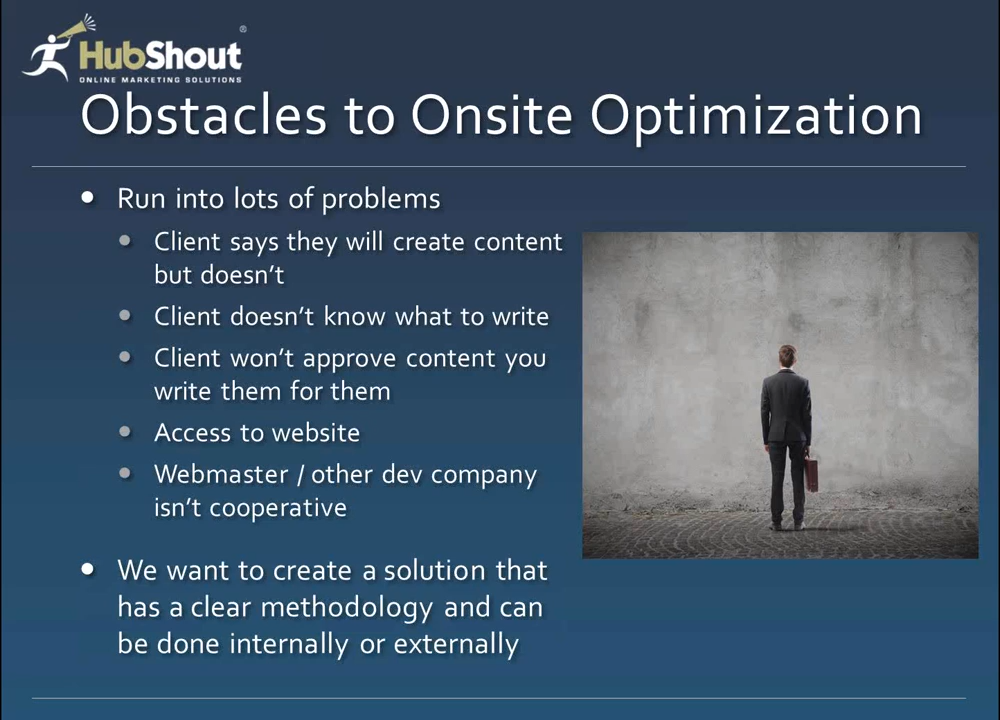 HubShout®
ONLINE MARKETING SOLUTIONS
Obstacles to Onsite Optimization
• Run into lots of problems
• Client says they will create content
but doesn’t
• Client doesn’t know what to write
• Client won’t approve content you
write them for them
• Access to website
• Webmaster / other dev company
isn’t cooperative
• We want to create a solution that
has a clear methodology and can
be done internally or externally